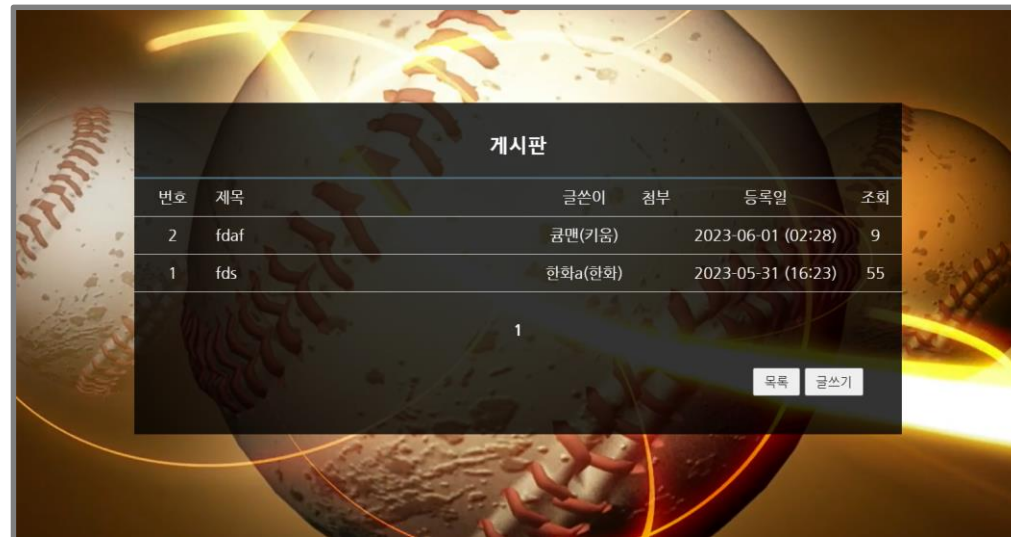 게시판
번호 제목 글쓴이 첨부 등록일 조회
2 fdaf 큠맨(키움) 2023-06-01 (02:28) 9
1 fds 한화a(한화) 2023-05-31 (16:23) 55
1
목록 글쓰기